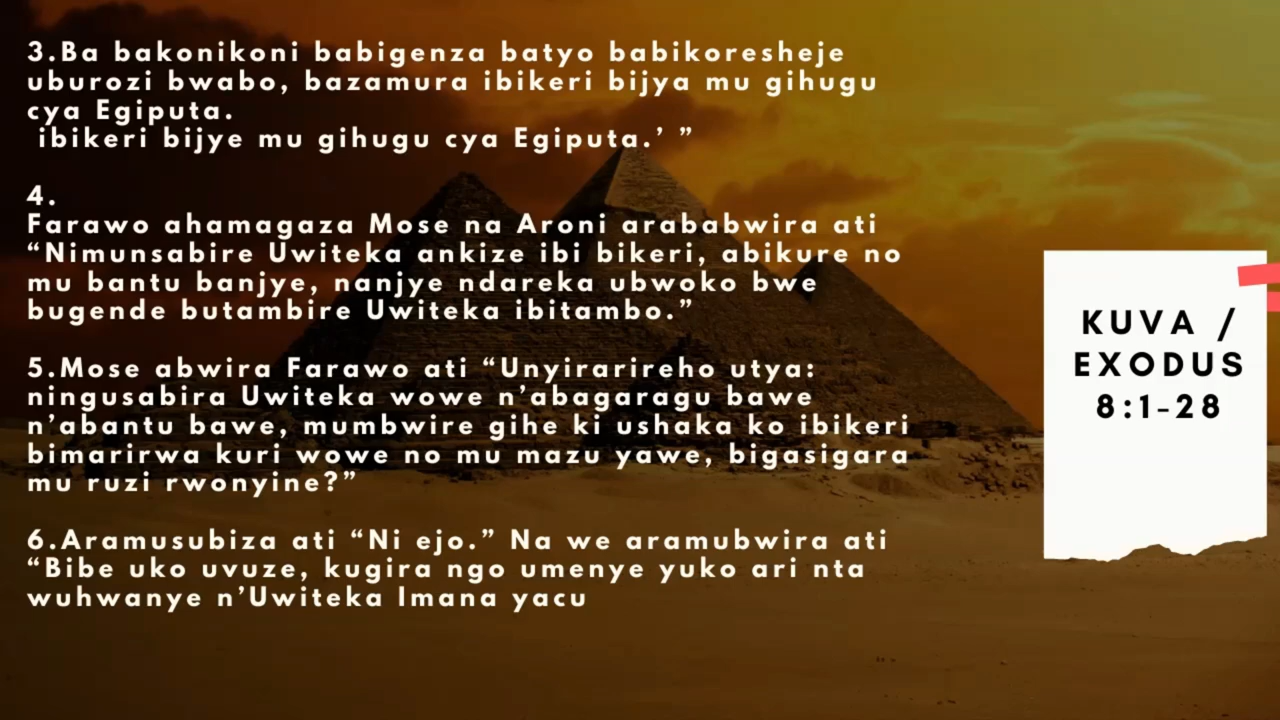 3.Ba bakonikoni babigenza batyo babikoresheje
uburozi bwabo, bazamura ibikeri bijya mu gihugu
cya Egiputa.
ibikeri bijye mu gihugu cya Egiputa.’ ”
4.
Farawo ahamagaza Mose na Aroni arababwira ati
“Nimunsabire Uwiteka ankize ibi bikeri, abikure no
mu bantu banjye, nanjye ndareka ubwoko bwe
bugende butambire Uwiteka ibitambo.”
5.Mose abwira Farawo ati “Unyirarireho utya:
ningusabira Uwiteka wowe n’abagaragu bawe
n’abantu bawe, mumbwire gihe ki ushaka ko ibikeri
bimarirwa kuri wowe no mu mazu yawe, bigasigara
mu ruzi rwonyine?”
6.Aramusubiza ati “Ni ejo.” Na we aramubwira ati
“Bibe uko uvuze, kugira ngo umenye yuko ari nta
wuhwanye n’Uwiteka Imana yacu
KUVA /
EXODUS
8:1-28